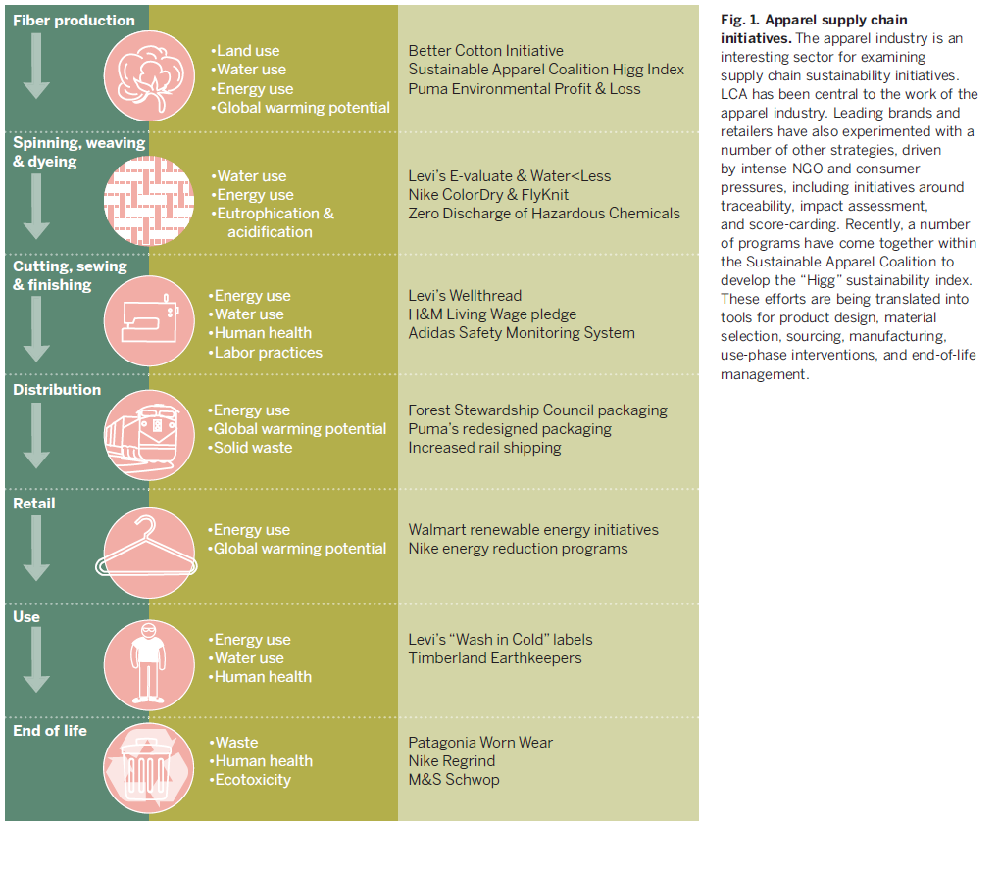 Fiber production
•Land use
•Water use
•Energy use
•Global warming potential
Better Cotton Initiative
Sustainable Apparel Coalition Higg Index
Puma Environmental Profit & Loss
Spinning, weaving
& dyeing
•Water use
•Energy use
•Eutrophication &
acidification
Levi's E-valuate & Water<Less
Nike ColorDry & FlyKnit
Zero Discharge of Hazardous Chemicals
Cutting, sewing
& finishing
•Energy use
•Water use
•Human health
•Labor practices
Levi's Wellthread
H&M Living Wage pledge
Adidas Safety Monitoring System
Distribution
•Energy use
•Global warming potential
•Solid waste
Forest Stewardship Council packaging
Puma's redesigned packaging
Increased rail shipping
Retail
•Energy use
•Global warming potential
Walmart renewable energy initiatives
Nike energy reduction programs
Use
•Energy use
•Water use
•Human health
Levi's “Wash in Cold” labels
Timberland Earthkeepers
End of life
•Waste
•Human health
•Ecotoxicity
Patagonia Worn Wear
Nike Regrind
M&S Schwop
Fig. 1. Apparel supply chain
initiatives. The apparel industry is an
interesting sector for examining
supply chain sustainability initiatives.
LCA has been central to the work of the
apparel industry. Leading brands and
retailers have also experimented with a
number of other strategies, driven
by intense NGO and consumer
pressures, including initiatives around
traceability, impact assessment,
and score-carding. Recently, a number
of programs have come together within
the Sustainable Apparel Coalition to
develop the “Higg” sustainability index.
These efforts are being translated into
tools for product design, material
selection, sourcing, manufacturing,
use-phase interventions, and end-of-life
management.